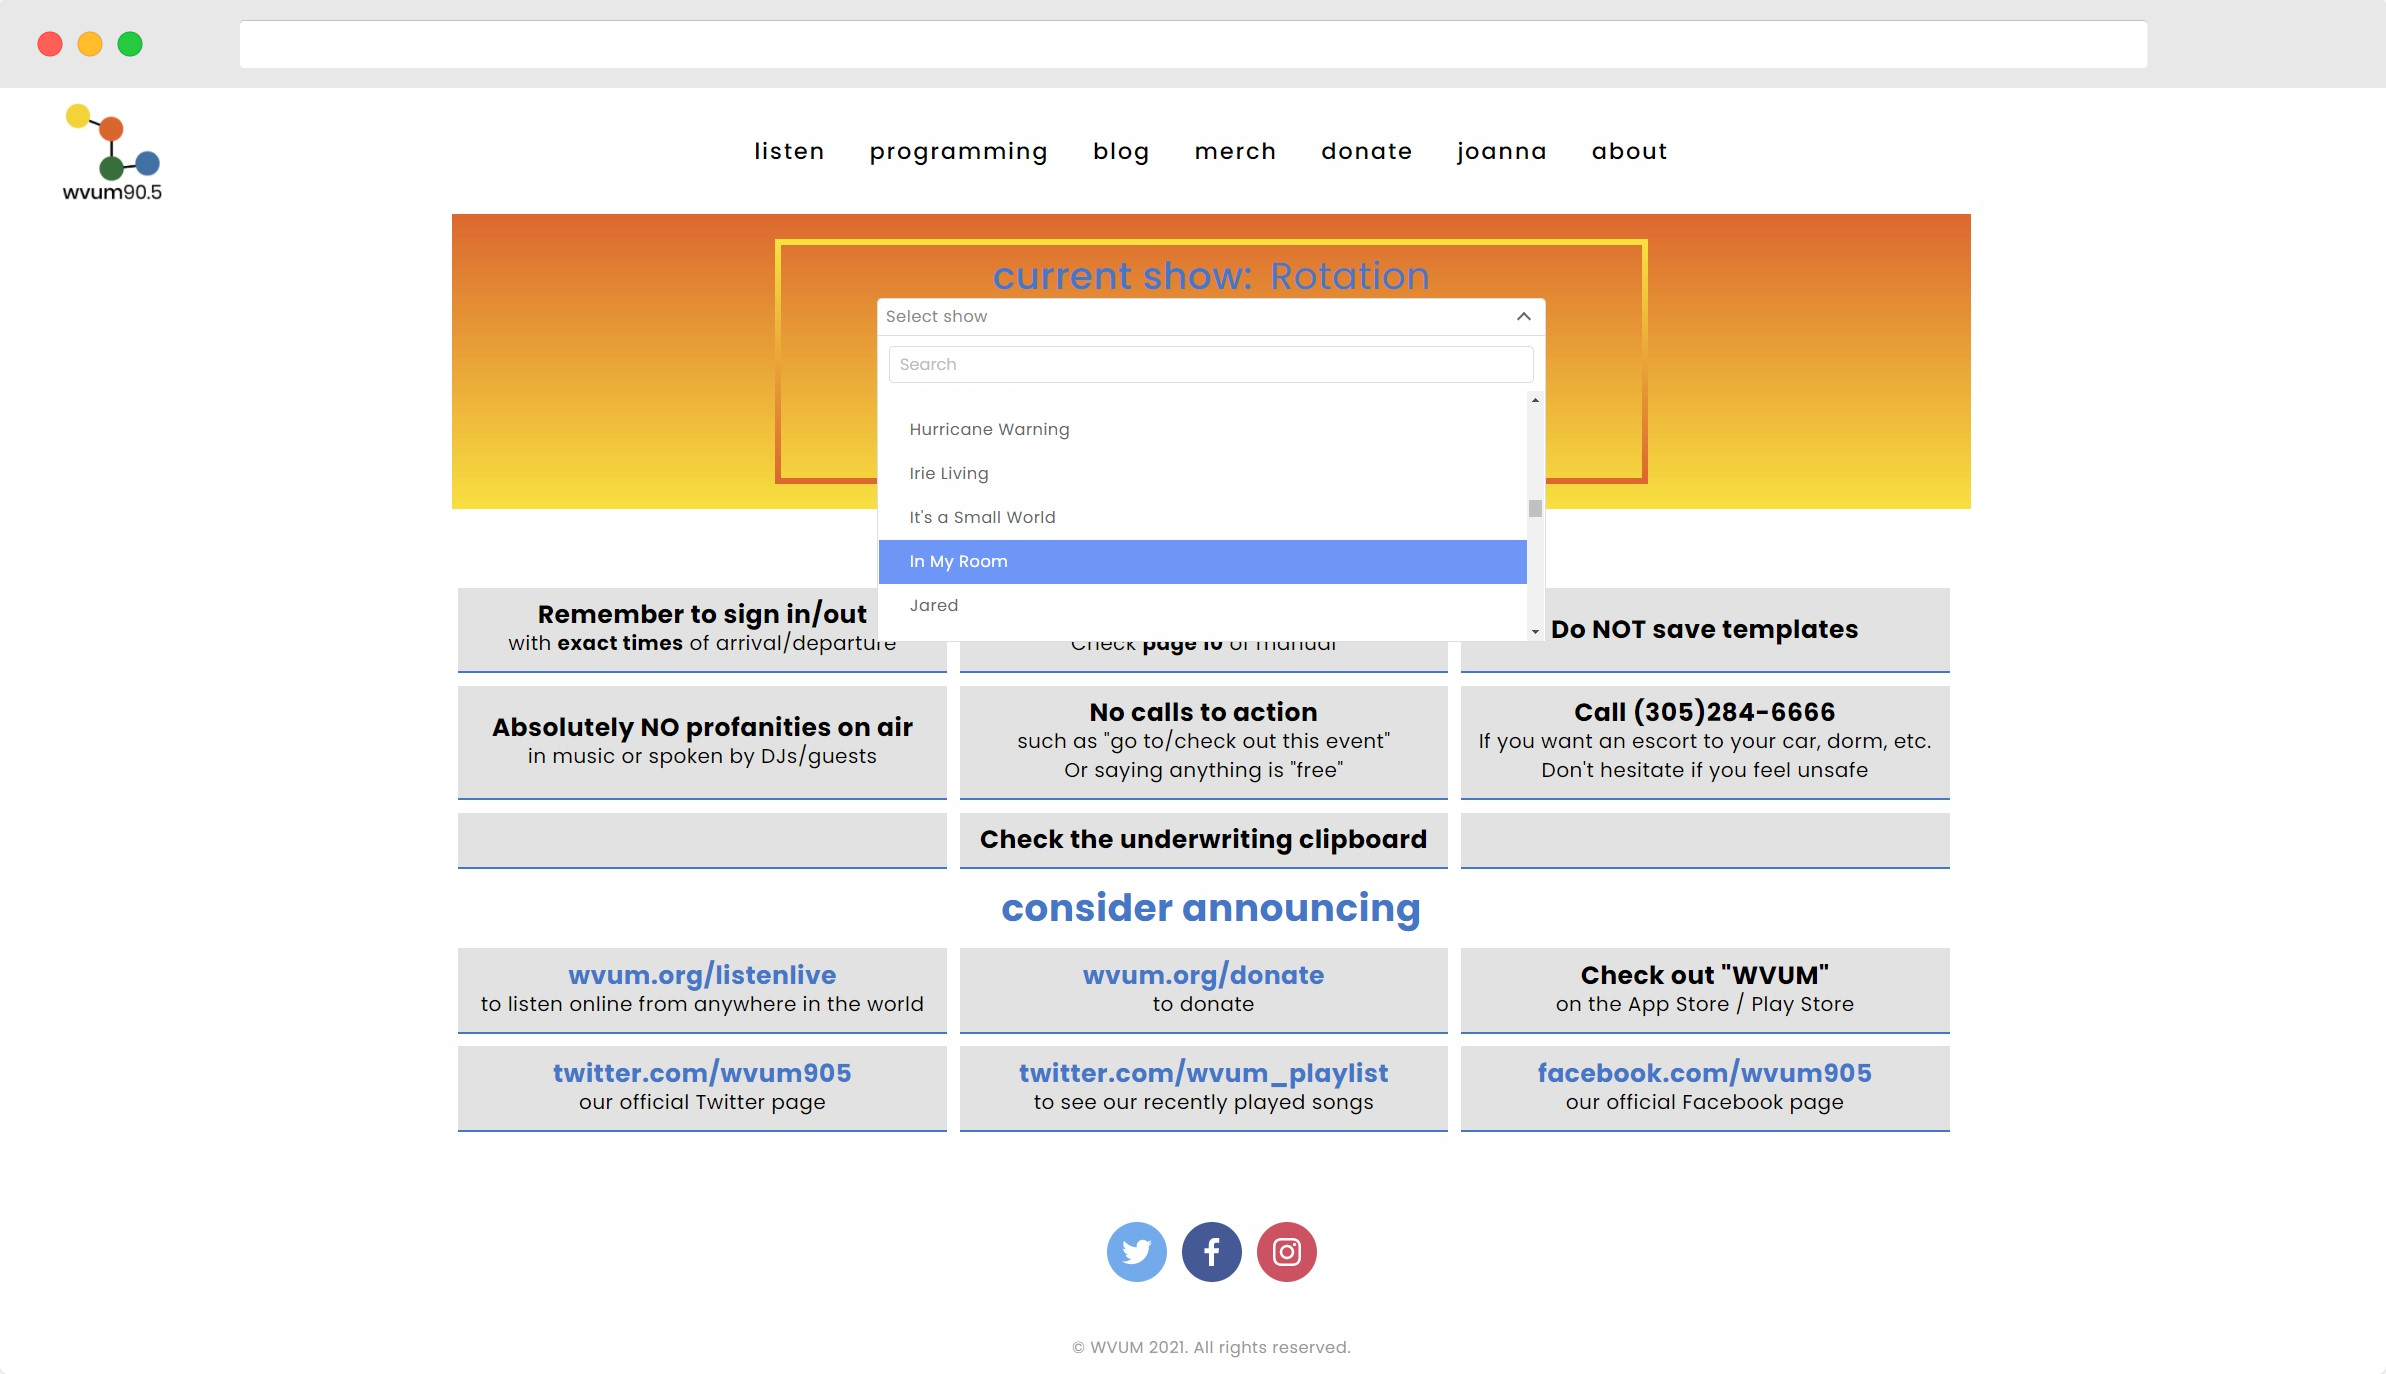 wvum90.5
listen programming blog merch donate joanna about
current show: Rotation
Select show
Search
Hurricane Warning
Irie Living
It's a Small World
In My Room
Jared
Remember to sign in/out
with exact times of arrival/departure
Check page 10 of manual
Do NOT save templates
Absolutely NO profanities on air
in music or spoken by DJs/guests
No calls to action
such as "go to/check out this event"
Or saying anything is "free"
Call (305)284-6666
If you want an escort to your car, dorm, etc.
Don't hesitate if you feel unsafe
Check the underwriting clipboard
consider announcing
wvum.org/listenlive
to listen online from anywhere in the world
wvum.org/donate
to donate
Check out "WVUM"
on the App Store / Play Store
twitter.com/wvum905
our official Twitter page
twitter.com/wvum_playlist
to see our recently played songs
facebook.com/wvum905
our official Facebook page
© WVUM 2021. All rights reserved.